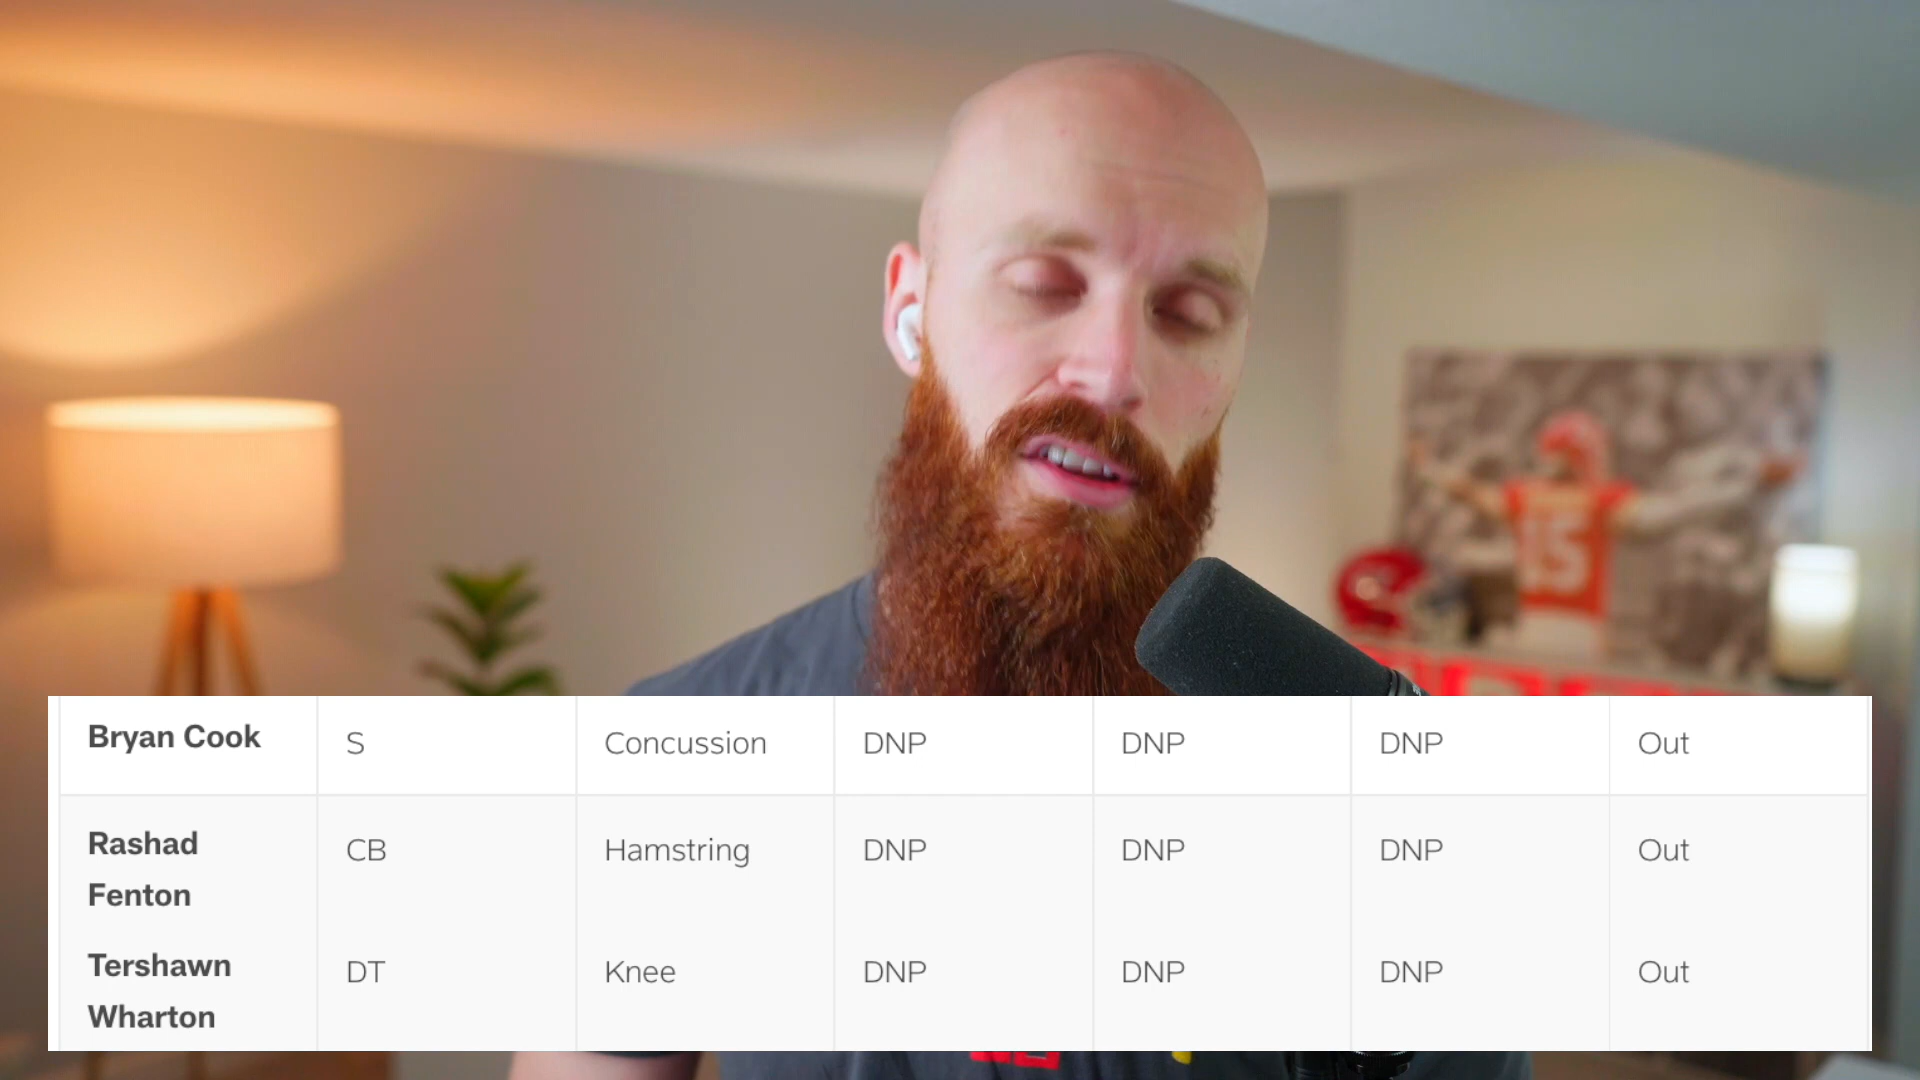 Bryan Cook S Concussion DNP DNP DNP Out
Rashad Fenton CB Hamstring DNP DNP DNP Out
Tershawn Wharton DT Knee DNP DNP DNP Out
15